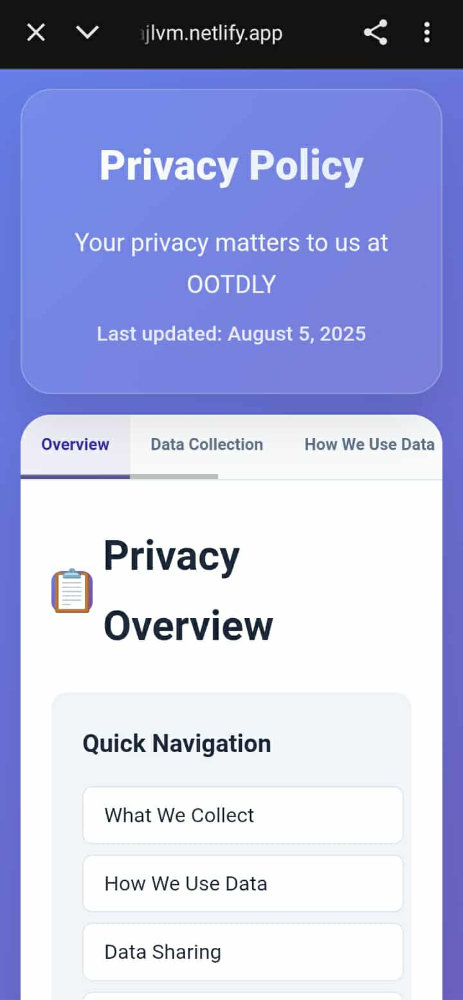 ajlvm.netlify.app
Privacy Policy
Your privacy matters to us at
OOTDLY
Last updated: August 5, 2025
Overview
Data Collection
How We Use Data
Privacy
Overview
Quick Navigation
What We Collect
How We Use Data
Data Sharing